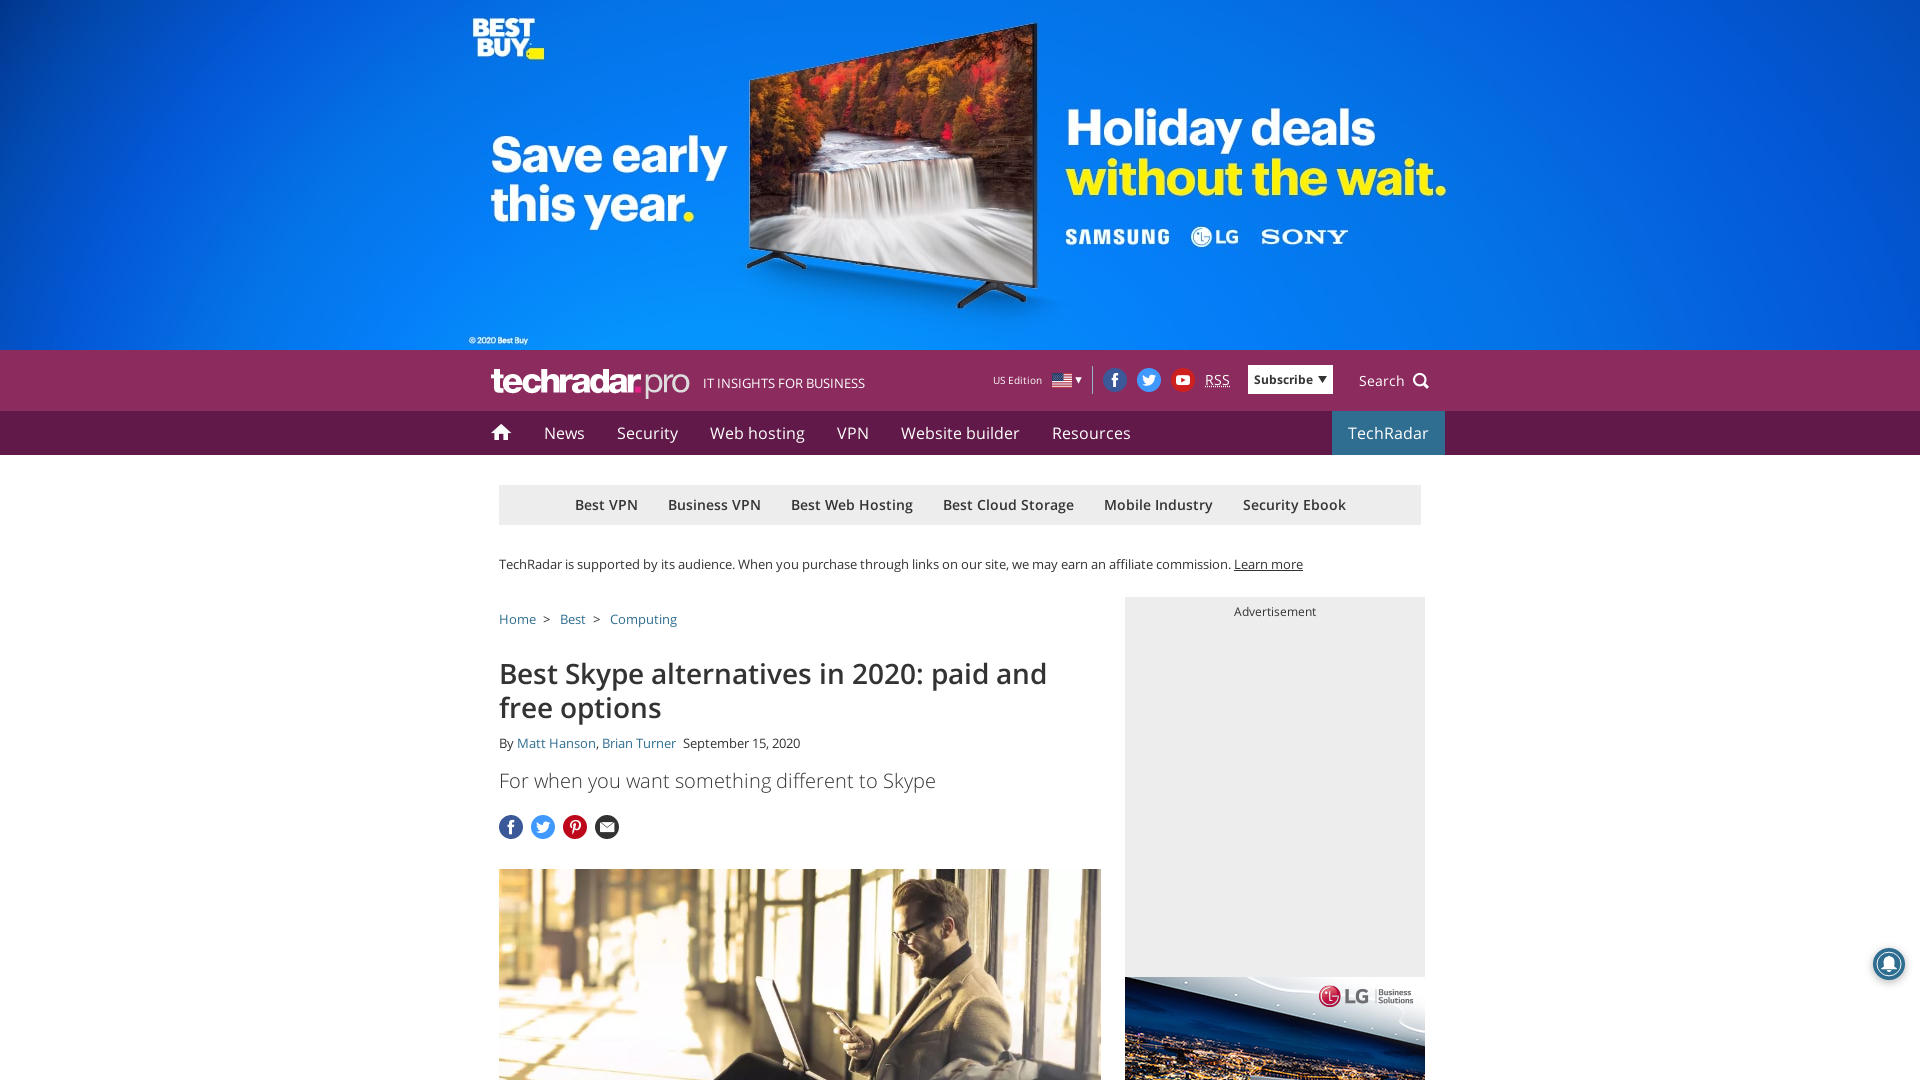 BEST
BUY
Save early
this year.
Holiday deals
without the wait.
SAMSUNG LG SONY
© 2020 Best Buy
techradar.pro IT INSIGHTS FOR BUSINESS
US Edition ▼ RSS Subscribe ▼ Search
News Security Web hosting VPN Website builder Resources TechRadar
Best VPN Business VPN Best Web Hosting Best Cloud Storage Mobile Industry Security Ebook
TechRadar is supported by its audience. When you purchase through links on our site, we may earn an affiliate commission. Learn more
Home > Best > Computing
Advertisement
Best Skype alternatives in 2020: paid and
free options
By Matt Hanson, Brian Turner September 15, 2020
For when you want something different to Skype
LG Business
Solutions